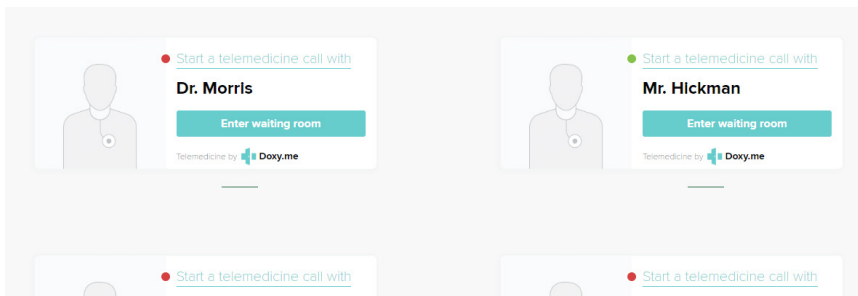 Start a telemedicine call with
Dr. Morris
Enter waiting room
Telemedicine by Doxy.me
Start a telemedicine call with
Mr. Hickman
Enter waiting room
Telemedicine by Doxy.me
Start a telemedicine call with
Start a telemedicine call with